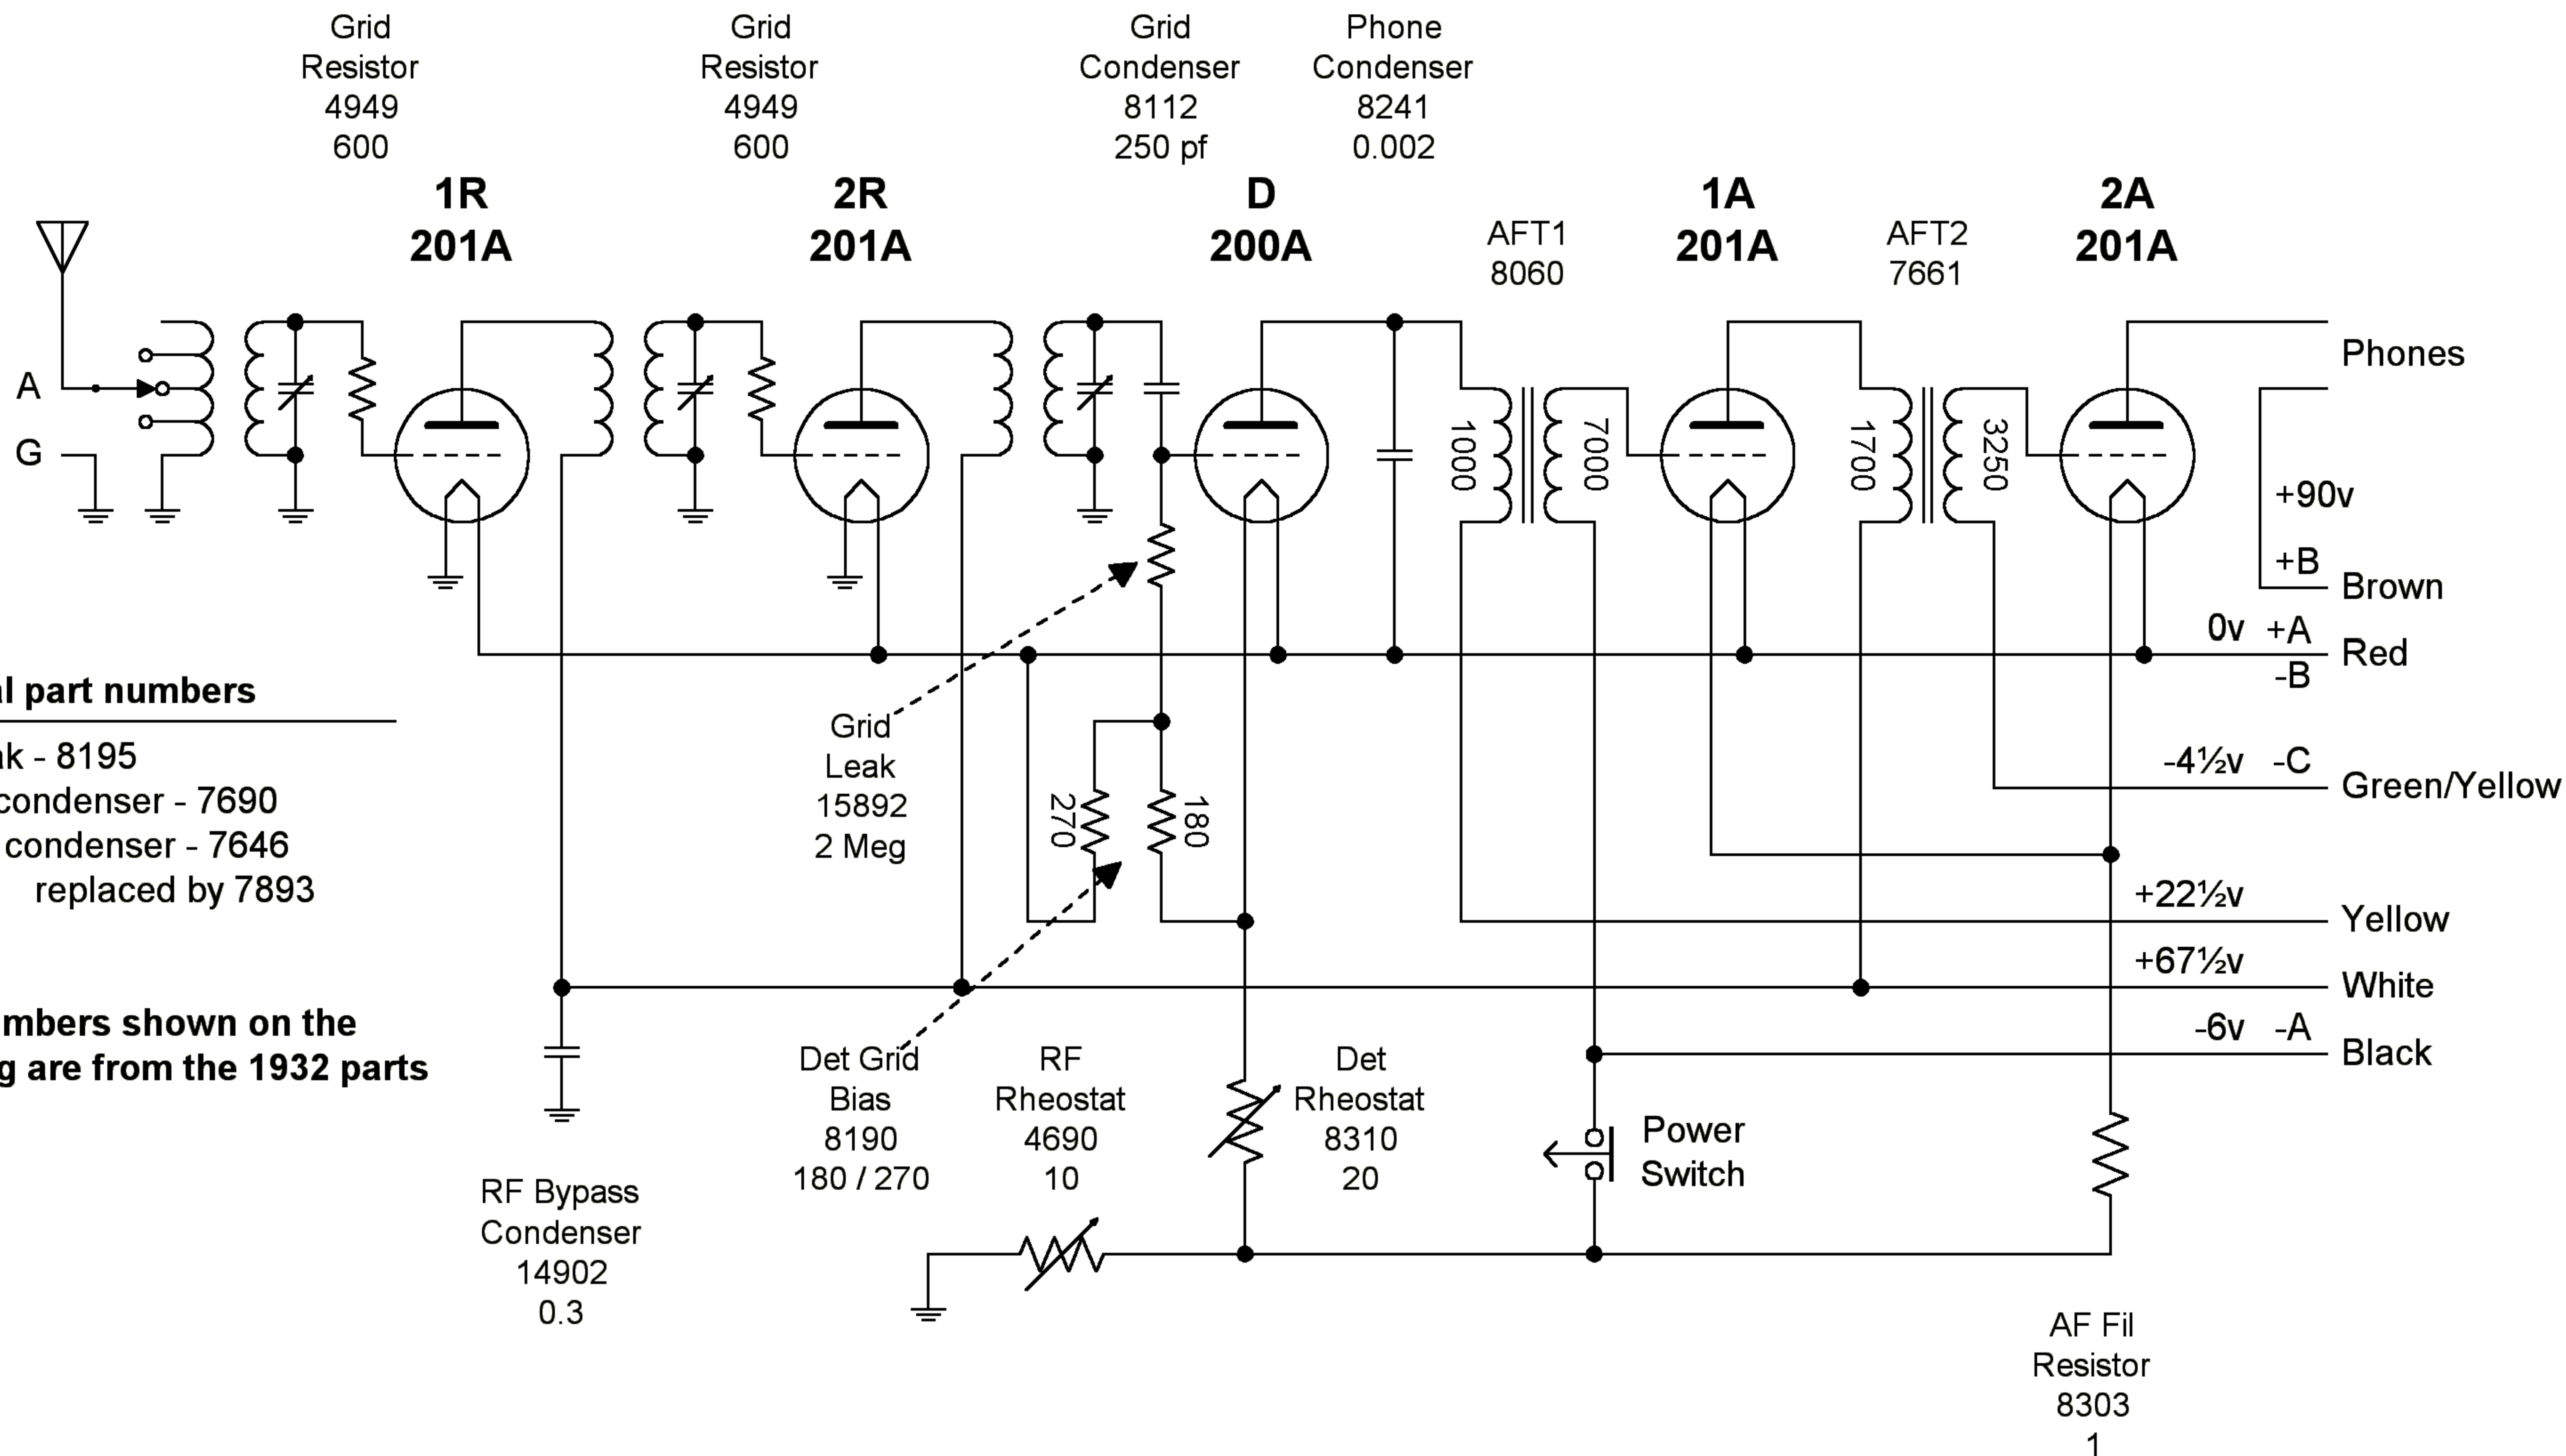 Grid
Resistor
4949
600
Grid
Resistor
4949
600
Grid
Condenser
8112
250 pf
Phone
Condenser
8241
0.002
1R
201A
2R
201A
D
200A
AFT1
8060
1A
201A
AFT2
7661
2A
201A
A
G
1000
7000
1700
3250
Phones
+90v
+B
Brown
0v +A
Red
-B
-4½v -C
Green/Yellow
+22½v
Yellow
+67½v
White
-6v -A
Black
part numbers
- 8195
condenser - 7690
condenser - 7646
replaced by 7893
shown on the
are from the 1932 parts
Grid
Leak
15892
2 Meg
270
180
Det Grid
Bias
8190
180 / 270
RF
Rheostat
4690
10
Det
Rheostat
8310
20
Power
Switch
RF Bypass
Condenser
14902
0.3
AF Fil
Resistor
8303
1